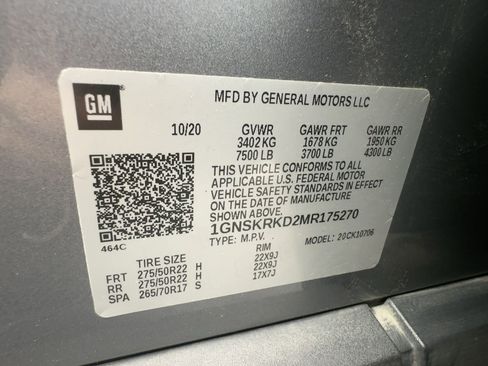 GM
MFD BY GENERAL MOTORS LLC
10/20 GVWR GAWR FRT GAWR RR
3402 KG 1678 KG 1950 KG
7500 LB 3700 LB 4300 LB
THIS VEHICLE CONFORMS TO ALL
APPLICABLE U.S. FEDERAL MOTOR
VEHICLE SAFETY STANDARDS IN EFFECT
ON THE DATE OF MANUFACTURE
SHOWN ABOVE.
1GNSKRKD2MR175270
464C
TYPE: M.P.V. MODEL: 20CK10706
TIRE SIZE RIM
FRT 275/50R22 H 22X9J
RR 275/50R22 H 22X9J
SPA 265/70R17 S 17X7J